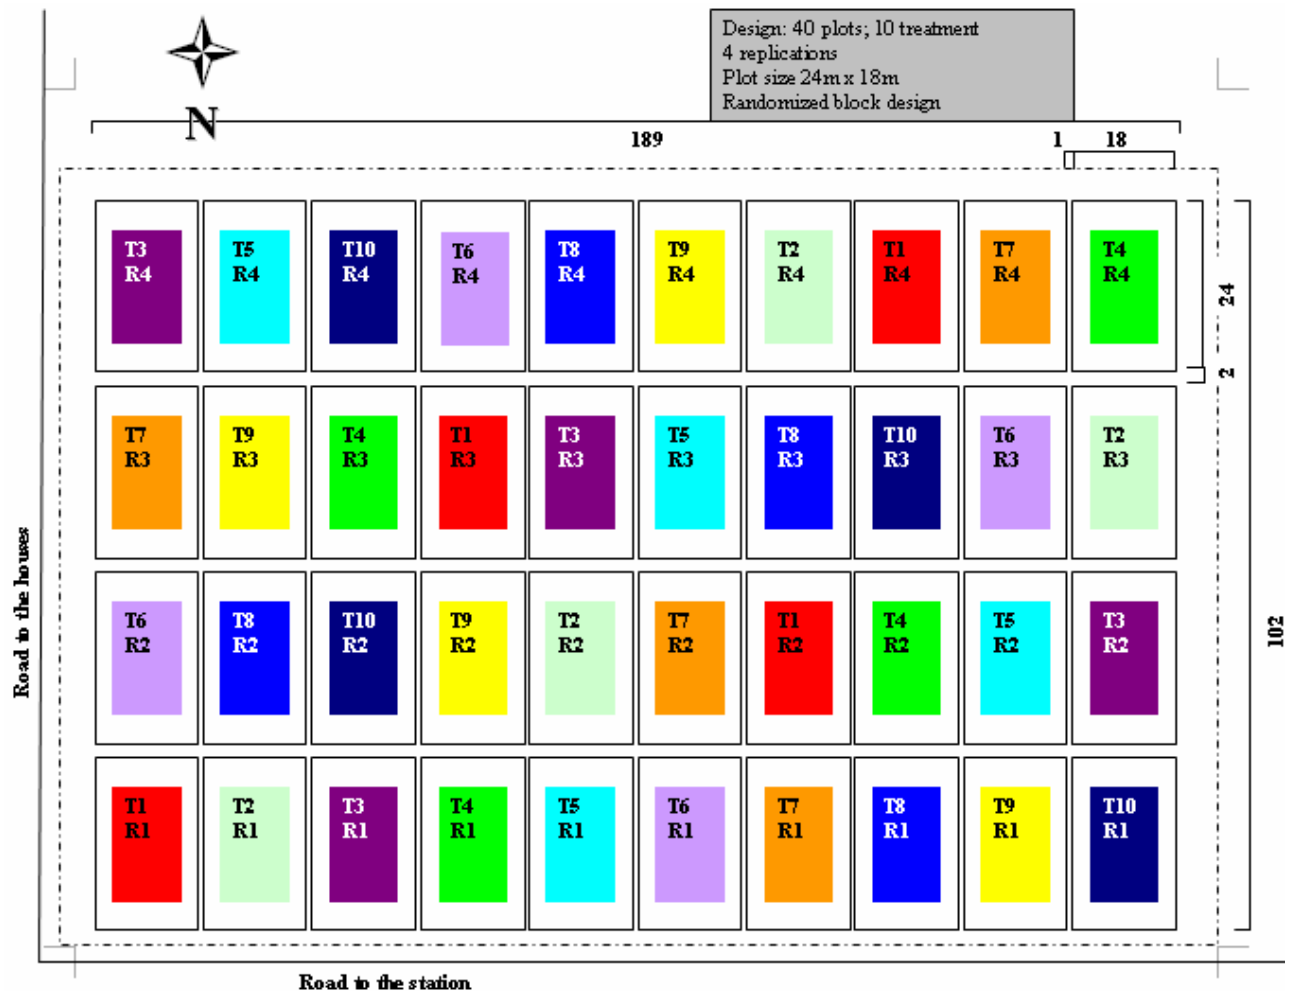 Design: 40 plots; 10 treatment
4 replications
Plot size 24m x 18m
Randomized block design
N
189
1
18
T3
R4
T5
R4
T10
R4
T6
R4
T8
R4
T9
R4
T2
R4
T1
R4
T7
R4
T4
R4
24
2
T7
R3
T9
R3
T4
R3
T1
R3
T3
R3
T5
R3
T8
R3
T10
R3
T6
R3
T2
R3
Road to the houses
T6
R2
T8
R2
T10
R2
T9
R2
T2
R2
T7
R2
T1
R2
T4
R2
T5
R2
T3
R2
102
T1
R1
T2
R1
T3
R1
T4
R1
T5
R1
T6
R1
T7
R1
T8
R1
T9
R1
T10
R1
Road to the station